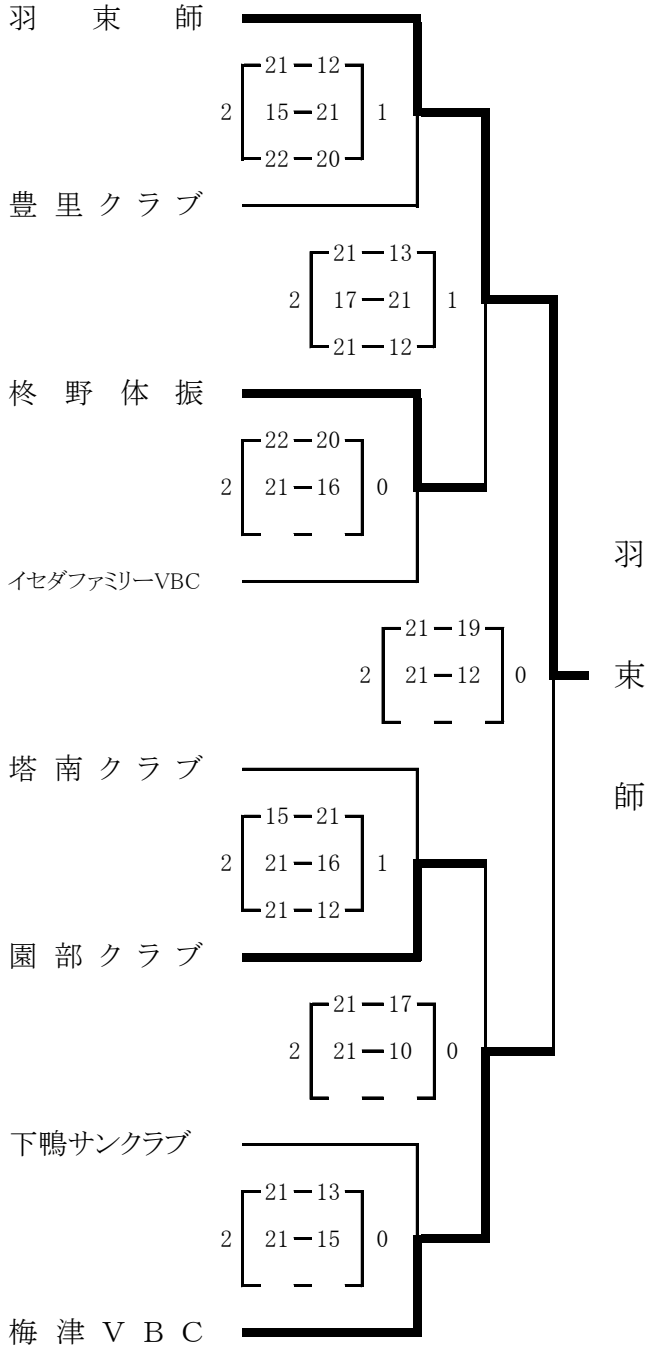 羽束師
21-12
2 15-21 1
22-20
豊里クラブ
21-13
2 17-21 1
21-12
柊野体振
22-20
2 21-16 0
- -
イセダファミリーVBC
羽束師
21-19
2 21-12 0
- -
塔南クラブ
15-21
2 21-16 1
21-12
園部クラブ
21-17
2 21-10 0
- -
下鴨サンクラブ
21-13
2 21-15 0
- -
梅津VBC